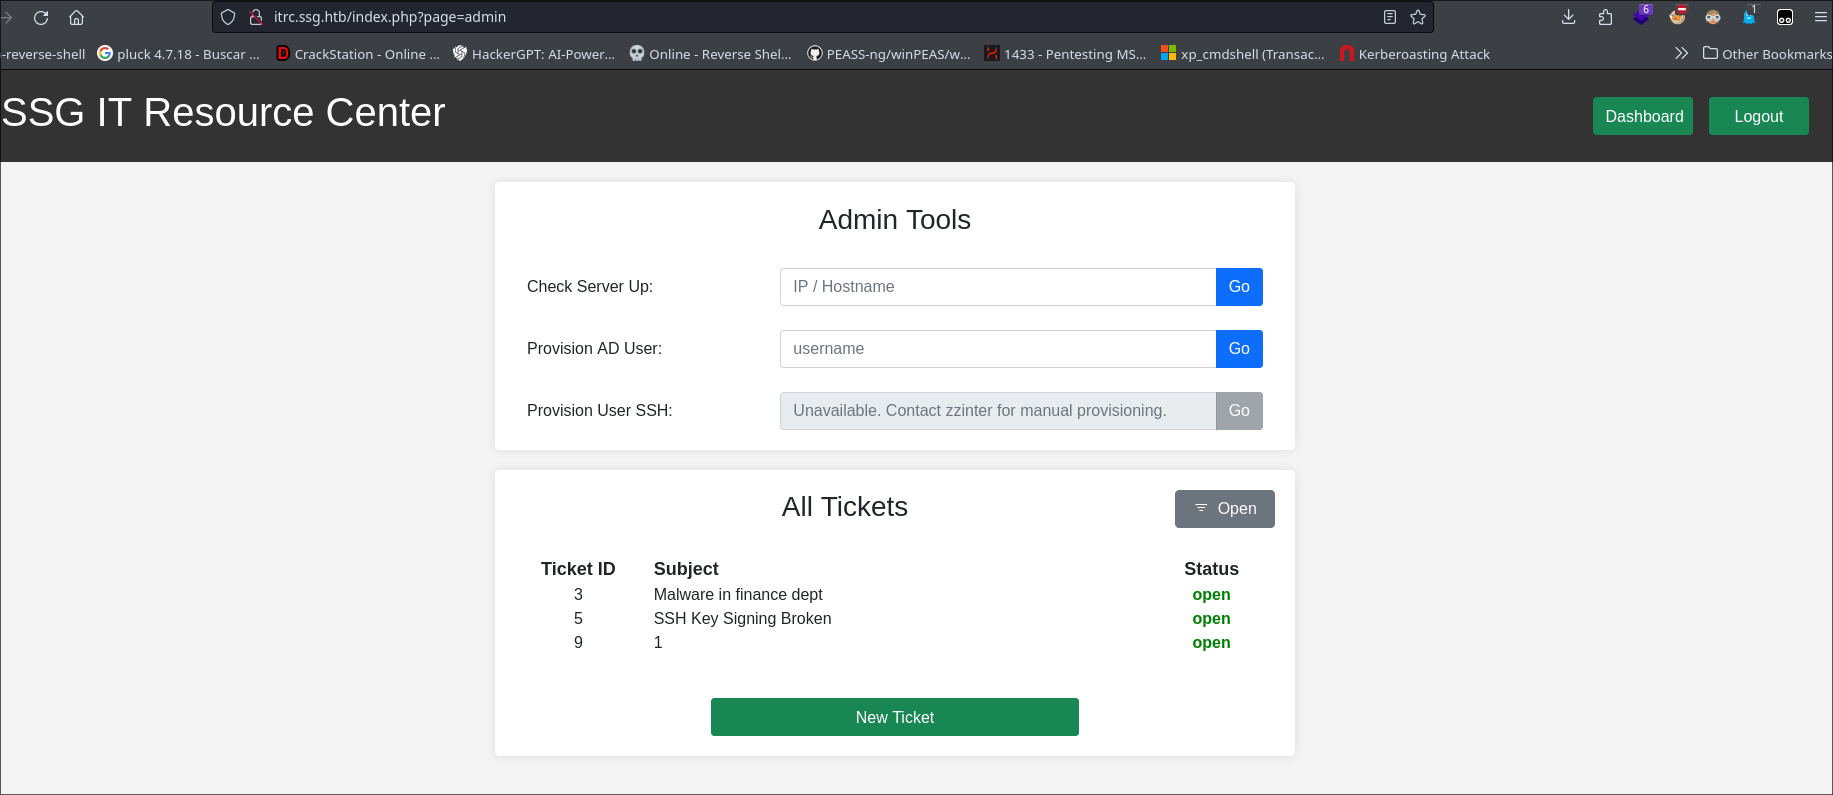 itrc.ssg.htb/index.php?page=admin
6
1
-reverse-shell pluck 4.7.18 - Buscar ... CrackStation - Online ... HackerGPT: AI-Power... Online - Reverse Shel... PEASS-ng/winPEAS/w... 1433 - Pentesting MS... xp_cmdshell (Transac... Kerberoasting Attack Other Bookmarks
SSG IT Resource Center
Dashboard Logout
Admin Tools
Check Server Up: IP / Hostname Go
Provision AD User: username Go
Provision User SSH: Unavailable. Contact zzinter for manual provisioning. Go
All Tickets Open
Ticket ID Subject Status
3 Malware in finance dept open
5 SSH Key Signing Broken open
9 1 open
New Ticket